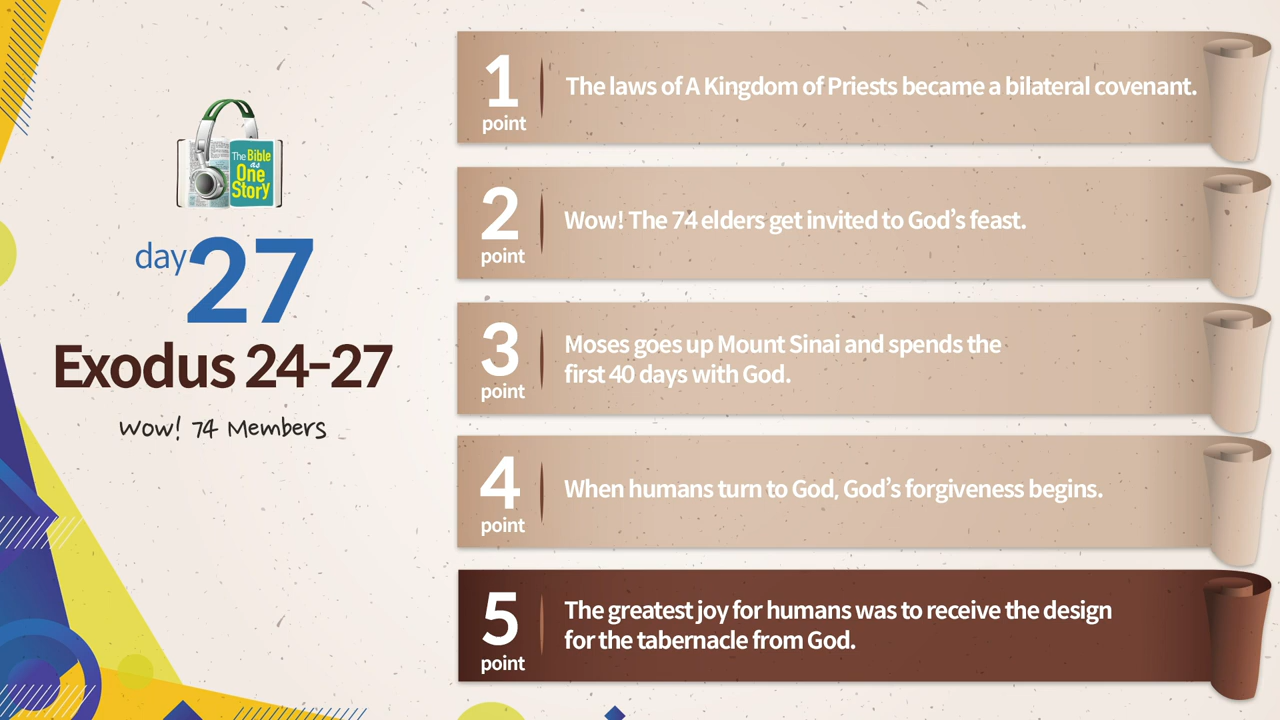 The Bible
as
One
Story
day 27
Exodus 24-27
Wow! 74 Members
1
point
The laws of A Kingdom of Priests became a bilateral covenant.
2
point
Wow! The 74 elders get invited to God's feast.
3
point
Moses goes up Mount Sinai and spends the
first 40 days with God.
4
point
When humans turn to God, God's forgiveness begins.
5
point
The greatest joy for humans was to receive the design
for the tabernacle from God.